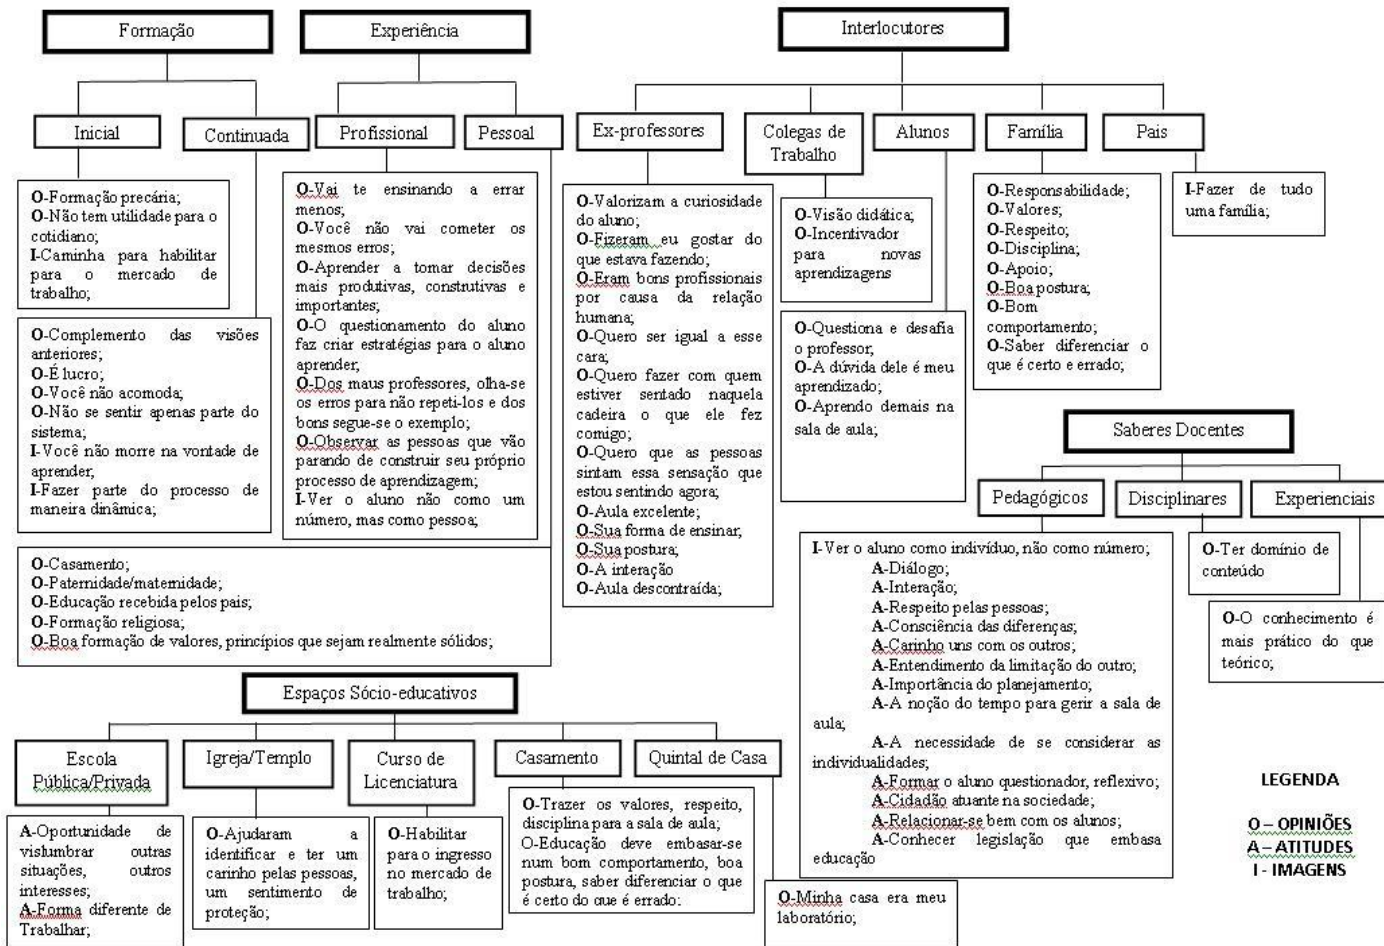 Formação
Experiência
Interlocutores
Inicial
Continuada
Profissional
Pessoal
Ex-professores
Colegas de
Trabalho
Alunos
Família
Pais
O-Formação precária;
O-Não tem utilidade para o
cotidiano;
I-Caminha para habilitar
para o mercado de
trabalho;
O-Complemento das visões
anteriores;
O-É lucro;
O-Você não acomoda;
O-Não se sentir apenas parte do
sistema;
I-Você não morre na vontade de
aprender;
I-Fazer parte do processo de
maneira dinâmica;
O-Vai te ensinando a errar
menos;
O-Você não vai cometer os
mesmos erros;
O-Aprender a tomar decisões
mais produtivas, construtivas e
importantes;
O-O questionamento do aluno
faz criar estratégias para o aluno
aprender;
O-Dos maus professores, olha-se
os erros para não repeti-los e dos
bons segue-se o exemplo;
O-Observar as pessoas que vão
parando de construir seu próprio
processo de aprendizagem;
I-Ver o aluno não como um
número, mas como pessoa;
O-Casamento;
O-Paternidade/maternidade;
O-Educação recebida pelos pais;
O-Formação religiosa;
O-Boa formação de valores, princípios que sejam realmente sólidos;
O-Valorizam a curiosidade
do aluno;
O-Fizeram eu gostar do
que estava fazendo;
O-Eram bons profissionais
por causa da relação
humana;
O-Quero ser igual a esse
cara;
O-Quero fazer com quem
estiver sentado naquela
cadeira o que ele fez
comigo;
O-Quero que as pessoas
sintam essa sensação que
estou sentindo agora;
O-Aula excelente;
O-Sua forma de ensinar,
O-Sua postura;
O-A interação
O-Aula descontraída;
O-Visão didática;
O-Incentivador
para novas
aprendizagens
O-Questiona e desafia
o professor;
O-A dúvida dele é meu
aprendizado;
O-Aprendo demais na
sala de aula;
O-Responsabilidade;
O-Valores;
O-Respeito;
O-Disciplina;
O-Apoio;
O-Boa postura;
O-Bom
comportamento;
O-Saber diferenciar o
que é certo e errado;
I-Fazer de tudo
uma família;
Saberes Docentes
Pedagógicos
Disciplinares
Experienciais
I-Ver o aluno como indivíduo, não como número;
A-Diálogo;
A-Interação;
A-Respeito pelas pessoas;
A-Consciência das diferenças;
A-Carinho uns com os outros;
A-Entendimento da limitação do outro;
A-Importância do planejamento;
A-A noção do tempo para gerir a sala de
aula;
A-A necessidade de se considerar as
individualidades;
A-Formar o aluno questionador, reflexivo;
A-Cidadão atuante na sociedade;
A-Relacionar-se bem com os alunos;
A-Conhecer legislação que embasa
educação
O-Ter domínio de
conteúdo
O-O conhecimento é
mais prático do que
teórico;
Espaços Sócio-educativos
Escola
Pública/Privada
Igreja/Templo
Curso de
Licenciatura
Casamento
Quintal de Casa
A-Oportunidade de
vislumbrar outras
situações, outros
interesses;
A-Forma diferente de
Trabalhar;
O-Ajudaram a
identificar e ter um
carinho pelas pessoas,
um sentimento de
proteção;
O-Habilitar
para o ingresso
no mercado de
trabalho;
O-Trazer os valores, respeito,
disciplina para a sala de aula;
O-Educação deve embasar-se
num bom comportamento, boa
postura, saber diferenciar o que
é certo do que é errado;
O-Minha casa era meu
laboratório;
LEGENDA
O – OPINIÕES
A – ATITUDES
I - IMAGENS